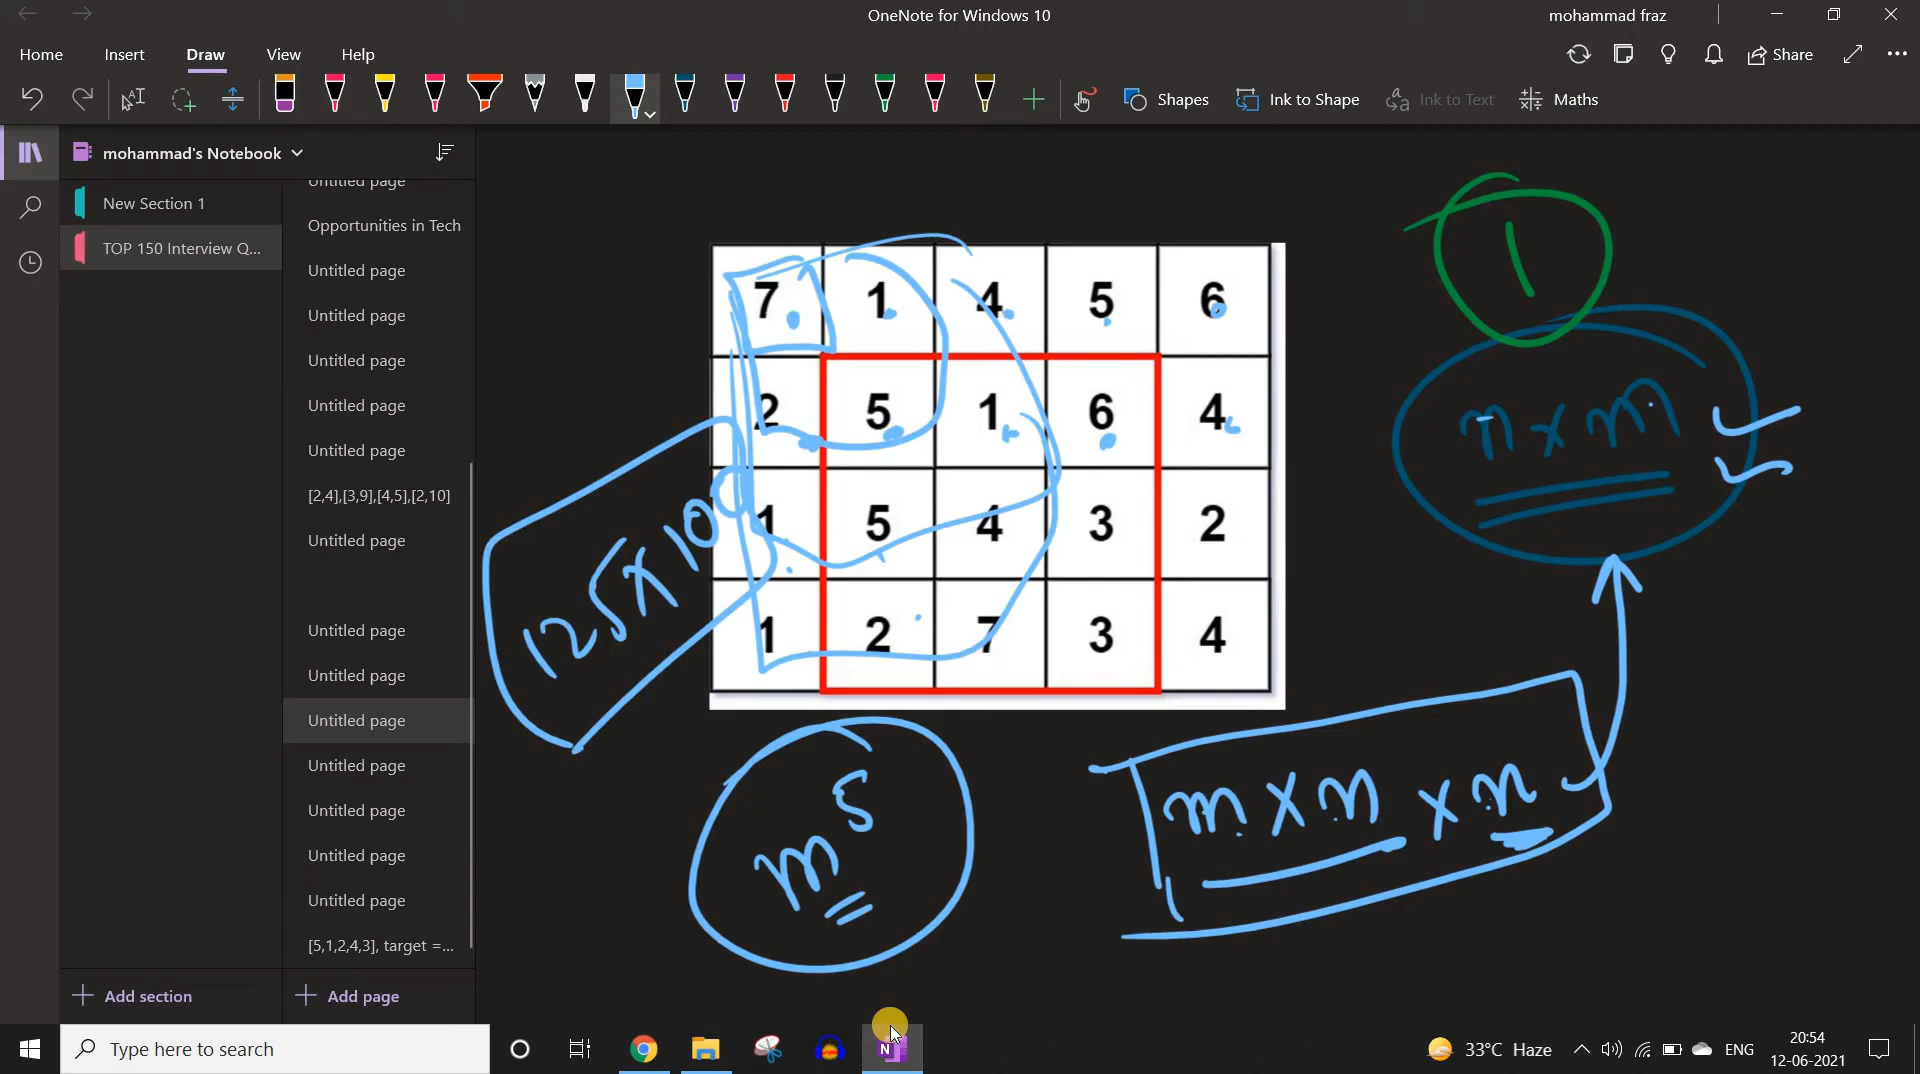 OneNote for Windows 10
mohammad fraz
Home
Insert
Draw
View
Help
Share
Shapes
Ink to Shape
Ink to Text
Maths
mohammad's Notebook
New Section 1
TOP 150 Interview Q...
Untitled page
Opportunities in Tech
Untitled page
Untitled page
Untitled page
Untitled page
Untitled page
[2,4],[3,9],[4,5],[2,10]
Untitled page
Untitled page
Untitled page
Untitled page
Untitled page
Untitled page
Untitled page
Untitled page
[5,1,2,4,3], target =...
Add section
Add page
7 1 4 5 6
2 5 1 6 4
1 5 4 3 2
1 2 7 3 4
1
n x m
125 x 100
m 5
m x n x n
Type here to search
33°C Haze
ENG
20:54
12-06-2021